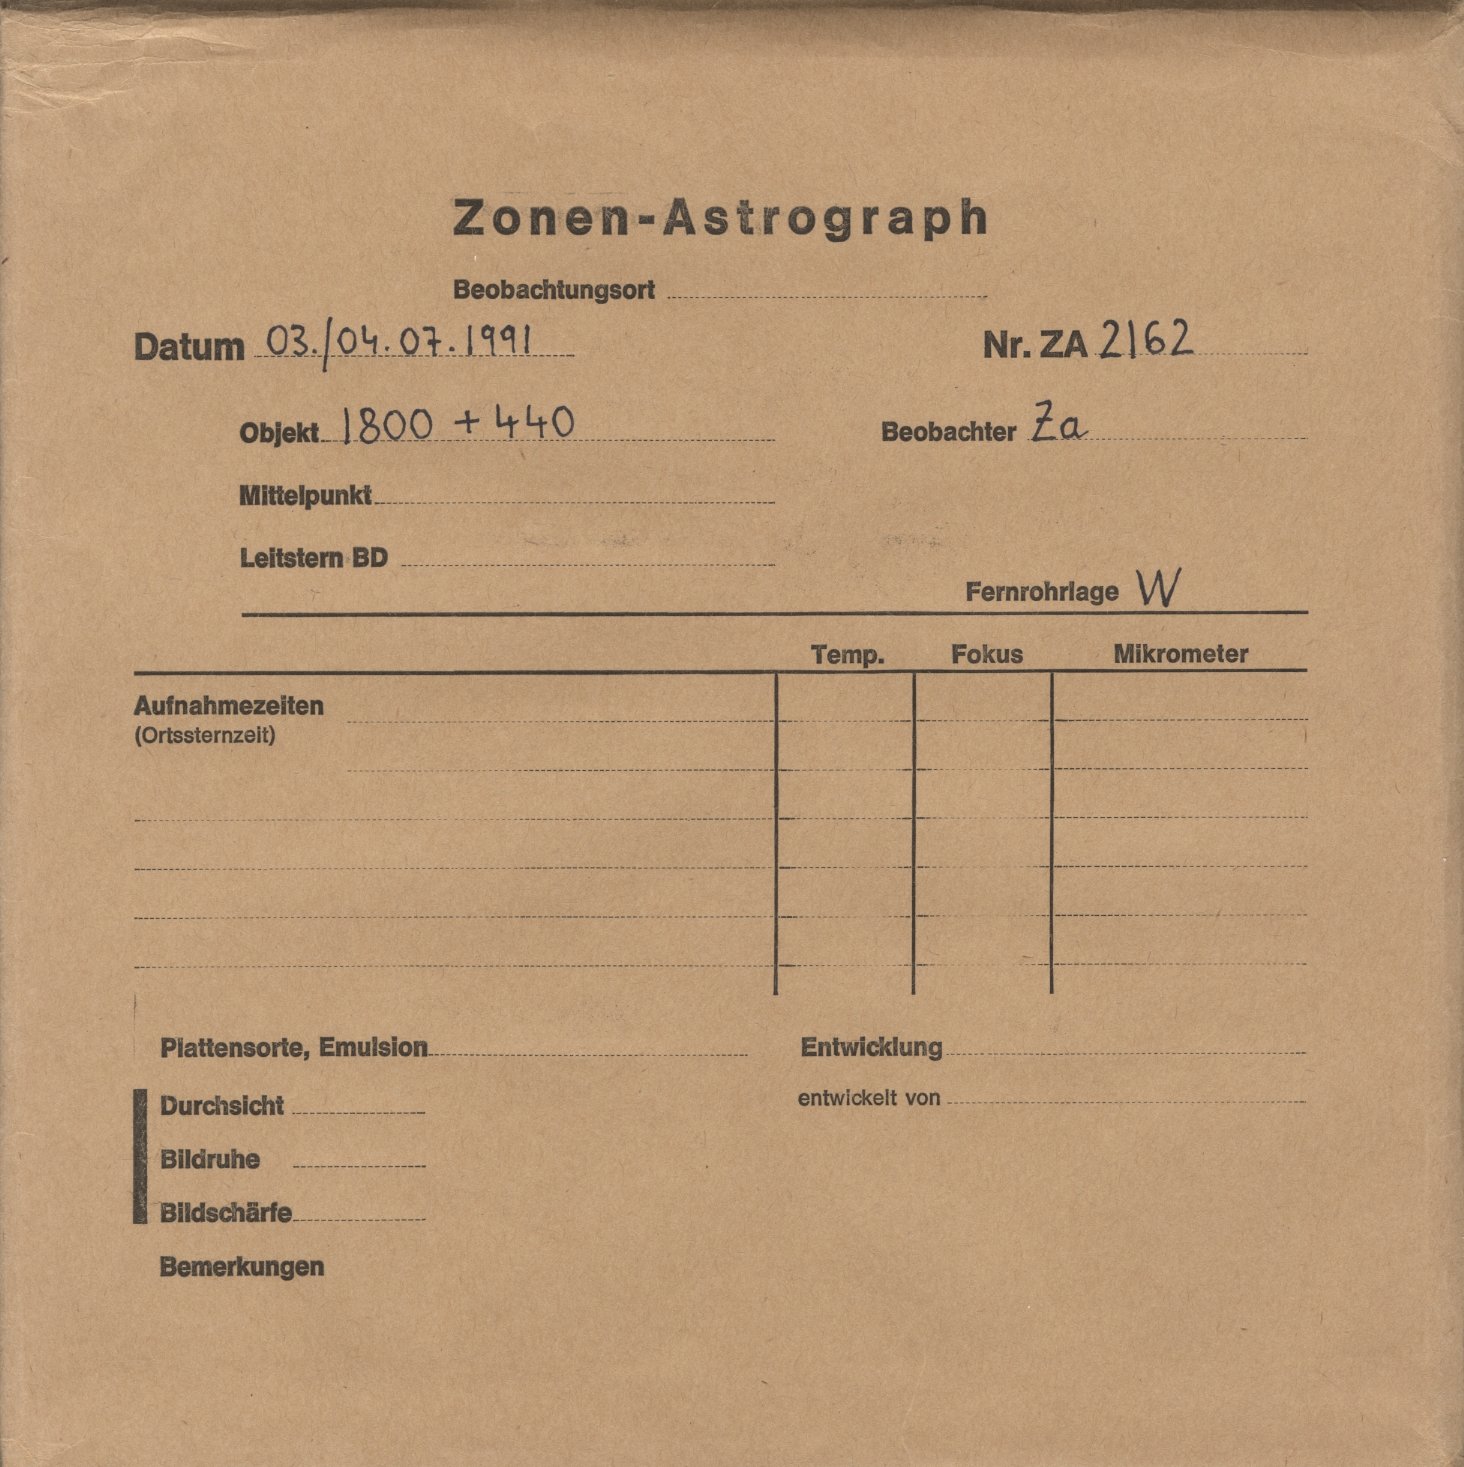 Zonen-Astrograph
Beobachtungsort
Datum 03./04.07.1991 Nr. ZA 2162
Objekt 1800 + 440 Beobachter Za
Mittelpunkt
Leitstern BD
Fernrohrlage W
Temp. Fokus Mikrometer
Aufnahmezeiten
(Ortssternzeit)
Plattensorte, Emulsion Entwicklung
Durchsicht entwickelt von
Bildruhe
Bildschärfe
Bemerkungen